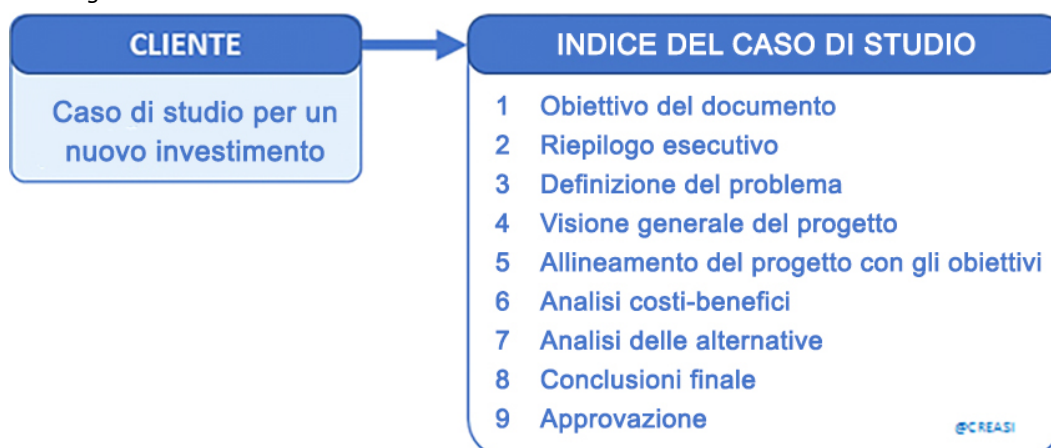 CLIENTE
Caso di studio per un
nuovo investimento
INDICE DEL CASO DI STUDIO
1 Obiettivo del documento
2 Riepilogo esecutivo
3 Definizione del problema
4 Visione generale del progetto
5 Allineamento del progetto con gli obiettivi
6 Analisi costi-benefici
7 Analisi delle alternative
8 Conclusioni finale
9 Approvazione
@CREASI